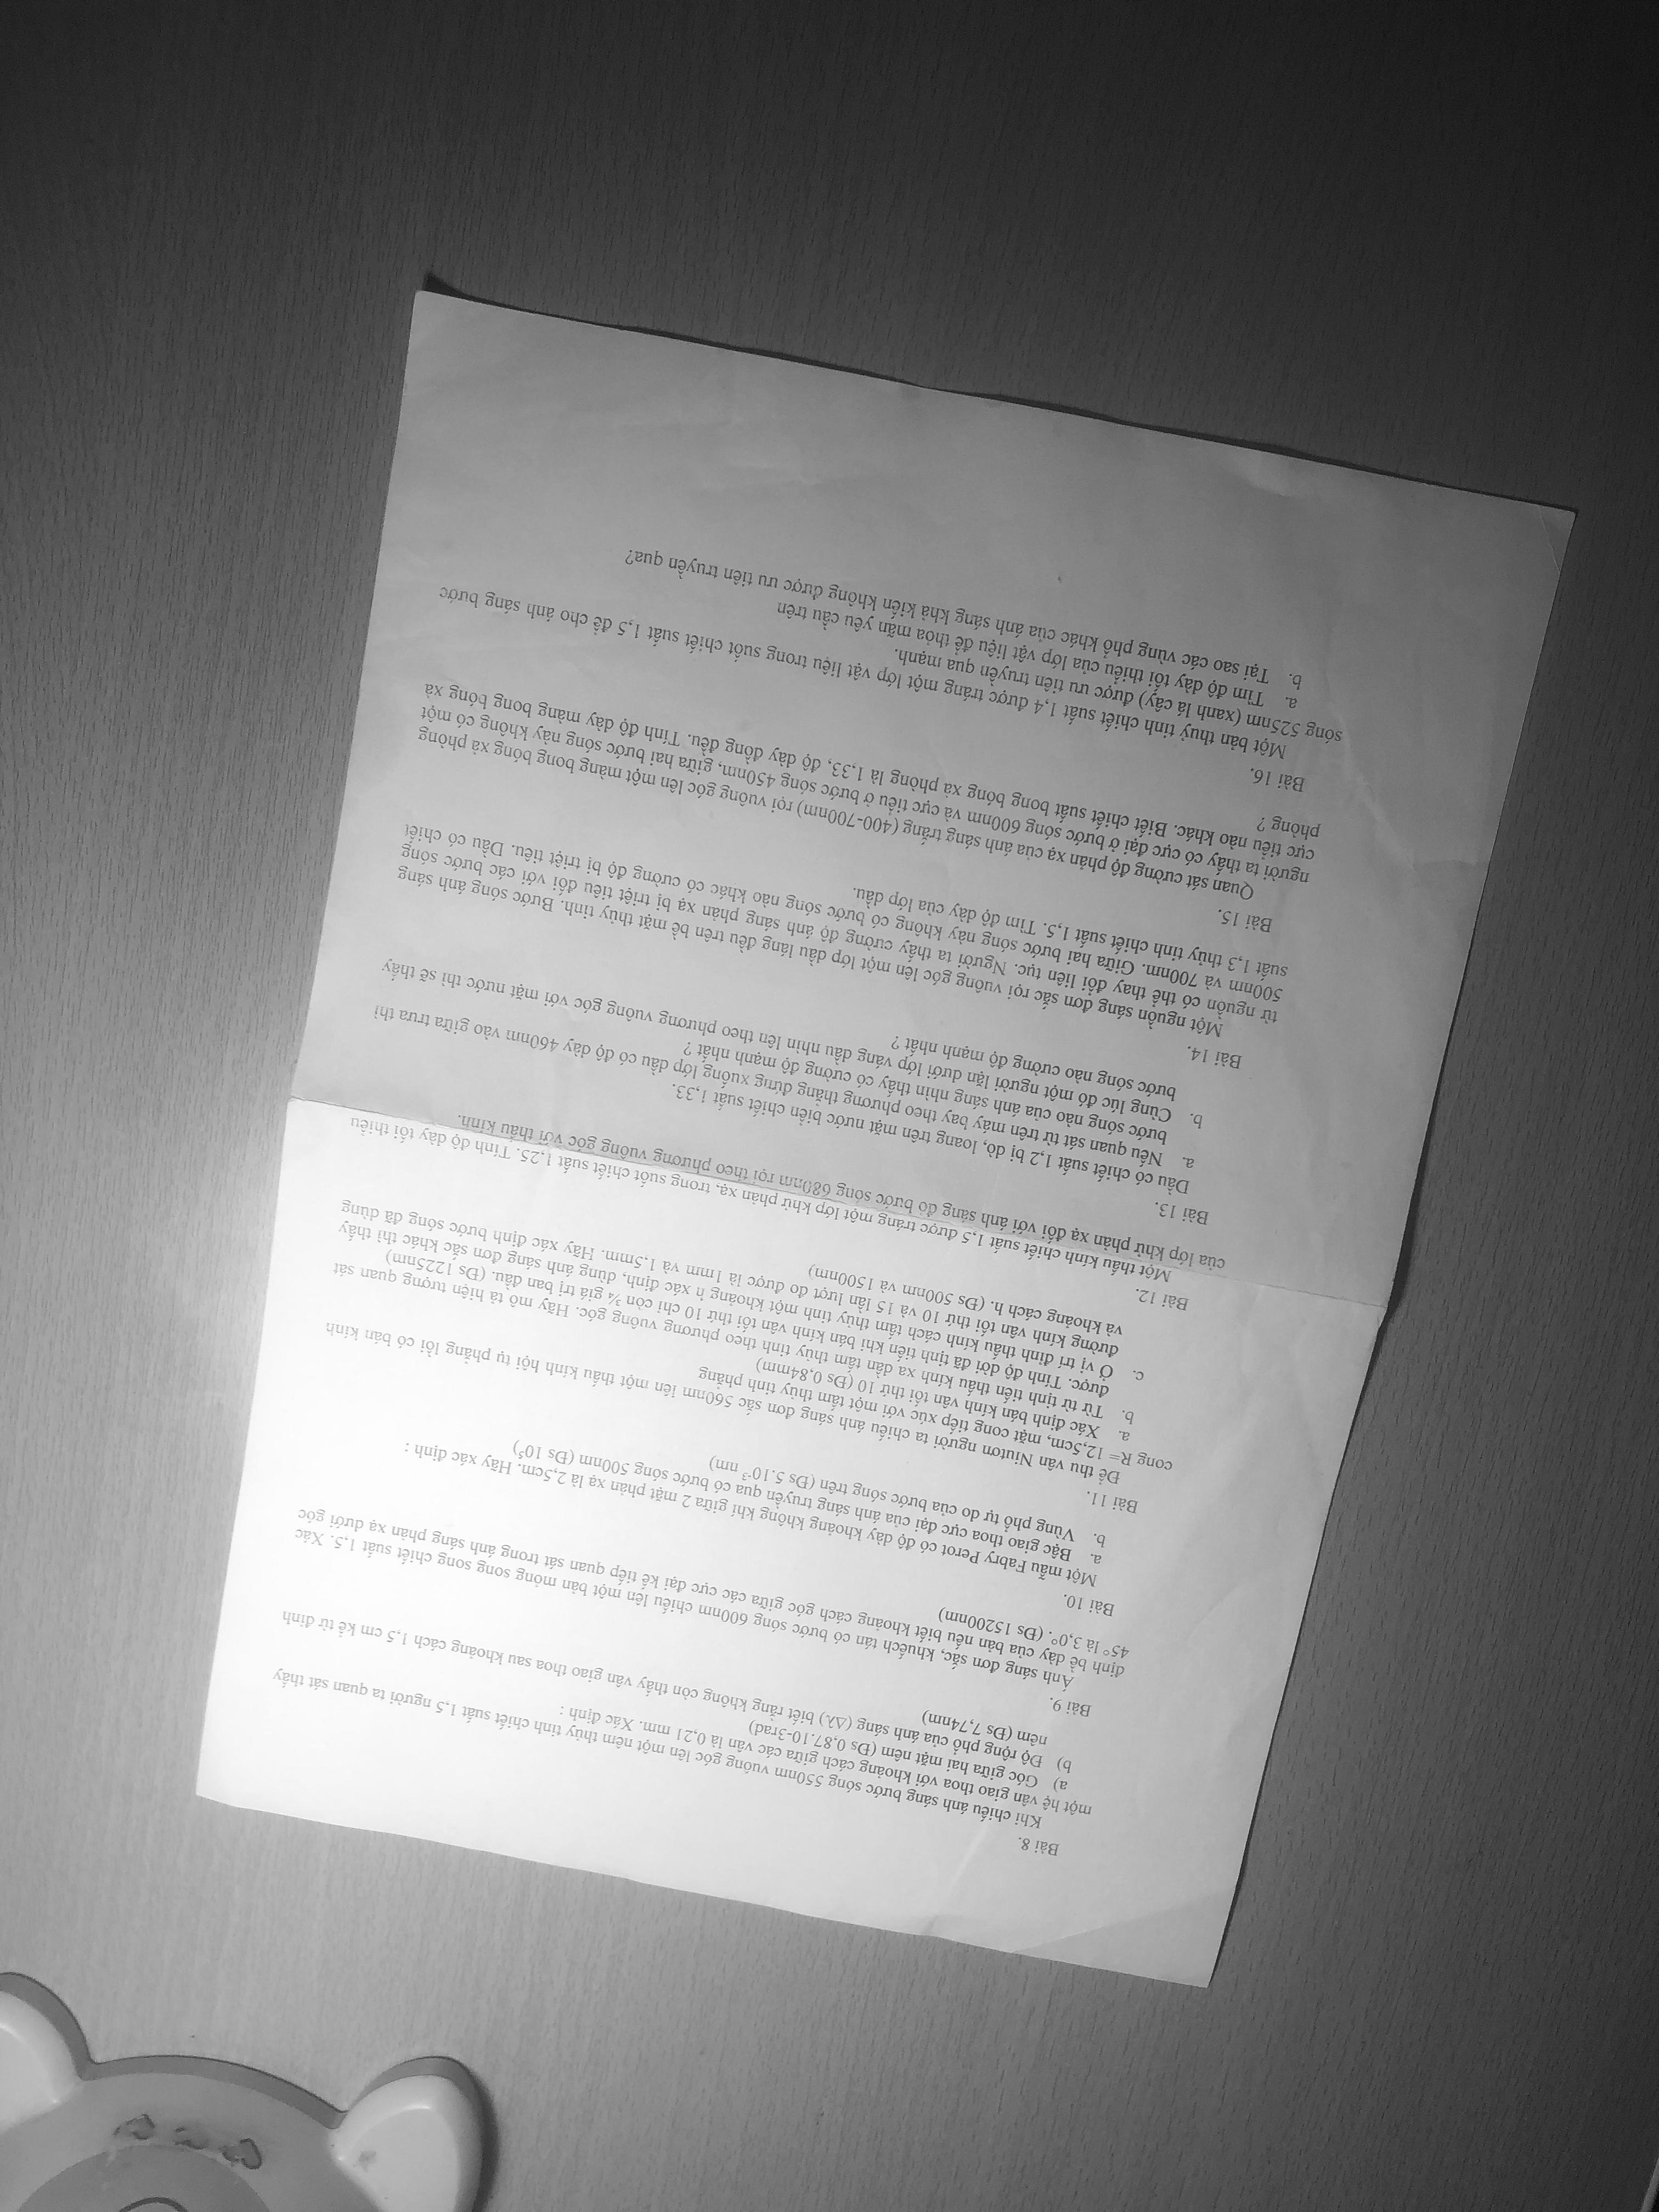 Bài 8.
Khi chiếu ánh sáng bước sóng 550nm vuông góc lên một nêm thủy tinh chiết suất 1,5 người ta quan sát thấy
một hệ vân giao thoa với khoảng cách giữa các vân là 0,21 mm. Xác định :
a) Góc giữa hai mặt nêm (Đs 0,87.10-3rad)
b) Độ rộng phổ của ánh sáng (Δλ) biết rằng không còn thấy vân giao thoa sau khoảng cách 1,5 cm kể từ đỉnh
nêm (Đs 7,74nm)
Bài 9.
Ánh sáng đơn sắc, khuếch tán có bước sóng 600nm chiếu lên một bản mỏng song song chiết suất 1,5. Xác
định bề dày của bản nếu biết khoảng cách góc giữa các cực đại kế tiếp quan sát trong ánh sáng phản xạ dưới góc
45° là 3,0°. (Đs 15200nm)
Bài 10.
Một mẫu Fabry Perot có độ dày khoảng không khí giữa 2 mặt phản xạ là 2,5cm. Hãy xác định :
a. Bậc giao thoa cực đại của ánh sáng truyền qua có bước sóng 500nm (Đs 10⁵)
b. Vùng phổ tự do của bước sóng trên (Đs 5.10⁻³ nm)
Bài 11.
Để thu vân Niutơn người ta chiếu ánh sáng đơn sắc 560nm lên một thấu kính hội tụ phẳng lồi có bán kính
cong R= 12,5cm, mặt cong tiếp xúc với một tấm thủy tinh phẳng
a. Xác định bán kính vân tối thứ 10 (Đs 0,84mm)
b. Từ từ tịnh tiến thấu kính xa dần tấm thủy tinh theo phương vuông góc. Hãy mô tả hiện tượng quan sát
được. Tính độ dời đã tịnh tiến khi bán kính vân tối thứ 10 chỉ còn ¾ giá trị ban đầu. (Đs 1225nm)
c. Ở vị trí đỉnh thấu kính cách tấm thủy tinh một khoảng h xác định, dùng ánh sáng đơn sắc khác thì thấy
đường kính vân tối thứ 10 và 15 lần lượt đo được là 1mm và 1,5mm. Hãy xác định bước sóng đã dùng
và khoảng cách h. (Đs 500nm và 1500nm)
Bài 12.
Một thấu kính chiết suất 1,5 được tráng một lớp khử phản xạ, trong suốt chiết suất 1,25. Tính độ dày tối thiểu
của lớp khử phản xạ đối với ánh sáng đỏ bước sóng 680nm rọi theo phương vuông góc với thấu kính.
Bài 13.
Dầu có chiết suất 1,2 bị dò, loang trên mặt nước biển chiết suất 1,33.
a. Nếu quan sát từ trên máy bay theo phương thẳng đứng xuống lớp dầu có độ dày 460nm vào giữa trưa thì
bước sóng nào của ánh sáng nhìn thấy có cường độ mạnh nhất ?
b. Cùng lúc đó một người lặn dưới lớp váng dầu nhìn lên theo phương vuông góc với mặt nước thì sẽ thấy
bước sóng nào cường độ mạnh nhất ?
Bài 14.
Một nguồn sáng đơn sắc rọi vuông góc lên một lớp dầu láng đều trên bề mặt thủy tinh. Bước sóng ánh sáng
từ nguồn có thể thay đổi liên tục. Người ta thấy cường độ ánh sáng phản xạ bị triệt tiêu đối với các bước sóng
500nm và 700nm. Giữa hai bước sóng này không có bước sóng nào khác có cường độ bị triệt tiêu. Dầu có chiết
suất 1,3 thủy tinh chiết suất 1,5. Tìm độ dày của lớp dầu.
Bài 15.
Quan sát cường độ phản xạ của ánh sáng trắng (400-700nm) rọi vuông góc lên một màng bong bóng xà phòng
người ta thấy có cực đại ở bước sóng 600nm và cực tiểu ở bước sóng 450nm, giữa hai bước sóng này không có một
cực tiểu nào khác. Biết chiết suất bong bóng xà phòng là 1,33, độ dày đồng đều. Tính độ dày màng bong bóng xà
phòng ?
Bài 16.
Một bản thuỷ tinh chiết suất 1,4 được tráng một lớp vật liệu trong suốt chiết suất 1,5 để cho ánh sáng bước
sóng 525nm (xanh lá cây) được ưu tiên truyền qua mạnh.
a. Tìm độ dày tối thiểu của lớp vật liệu để thỏa mãn yêu cầu trên
b. Tại sao các vùng phổ khác của ánh sáng khả kiến không được ưu tiên truyền qua?